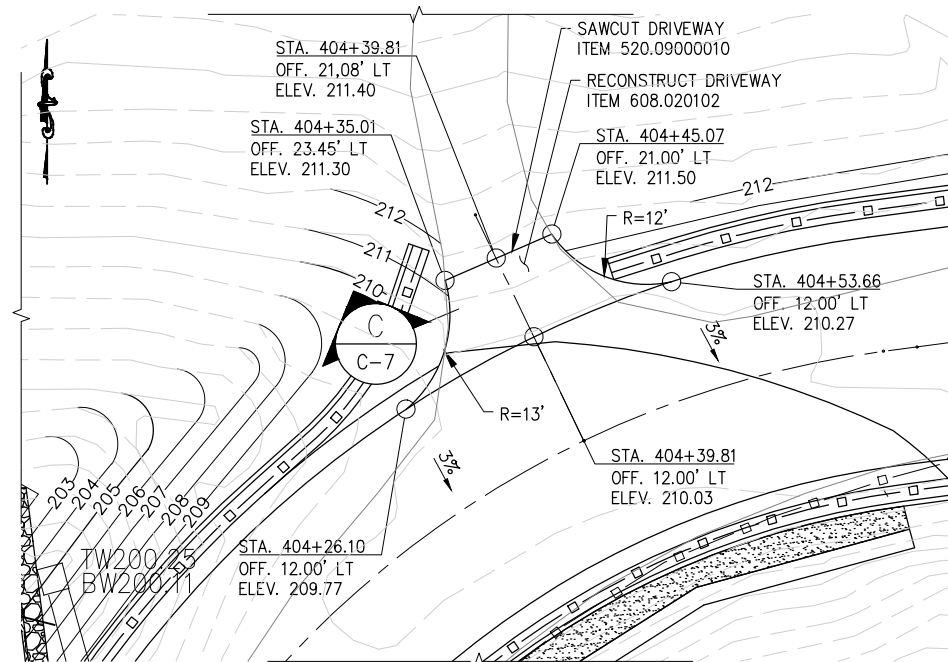 SAWCUT DRIVEWAY
ITEM 520.09000010
STA. 404+39.81
OFF. 21,08' LT
ELEV. 211.40
RECONSTRUCT DRIVEWAY
ITEM 608.020102
STA. 404+35.01
OFF. 23.45' LT
ELEV. 211.30
STA. 404+45.07
OFF. 21.00' LT
ELEV. 211.50
212
212
R=12'
211
210
STA. 404+53.66
OFF. 12.00' LT
ELEV. 210.27
C
C-7
3%
R=13'
3%
STA. 404+39.81
OFF. 12.00' LT
ELEV. 210.03
203
204
205
206
207
208
209
STA. 404+26.10
OFF. 12.00' LT
ELEV. 209.77
TW200.25
BW200.11